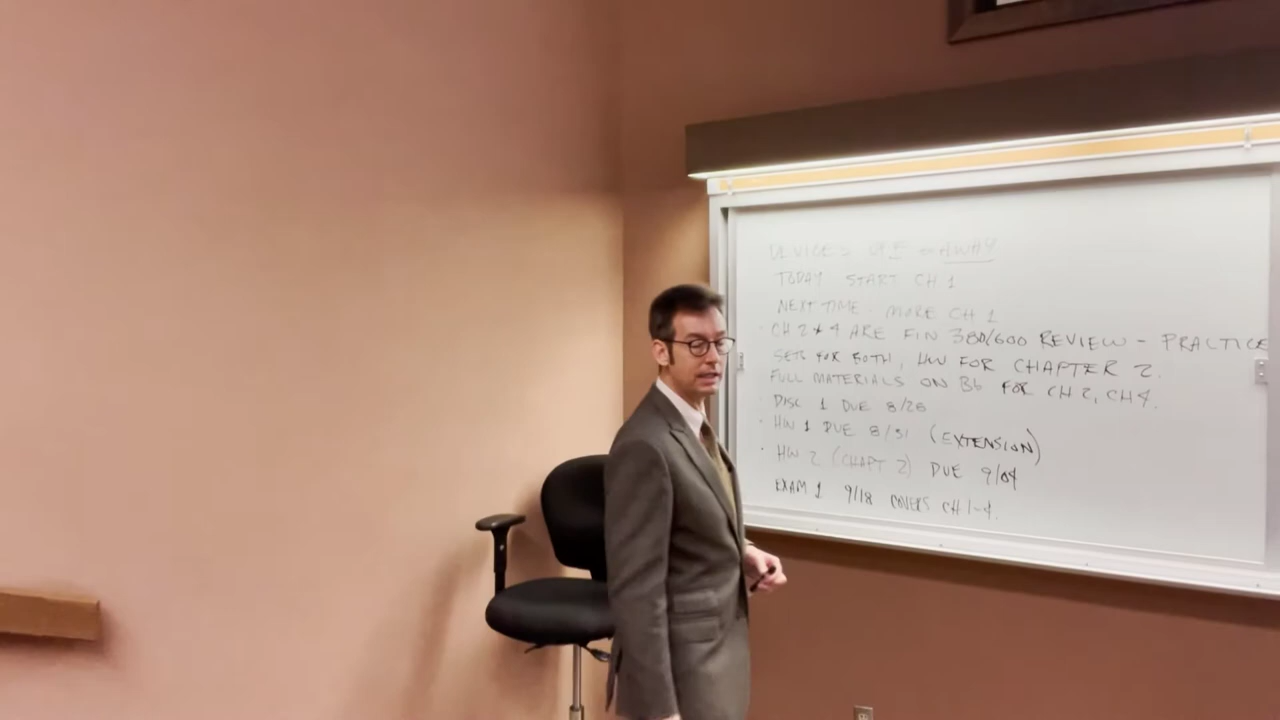 DEVICES AWAY
TODAY START CH 1
NEXT TIME: MORE CH 1
CH 2 & 4 ARE FIN 380/600 REVIEW - PRACTICE
SETS FOR BOTH, HW FOR CHAPTER 2.
FULL MATERIALS ON Bb FOR CH 2, CH 4.
DISC 1 DUE 8/28
HW 1 DUE 8/31 (EXTENSION)
HW 2 (CHAPT 2) DUE 9/04
EXAM 1 9/18 COVERS CH 1-4.